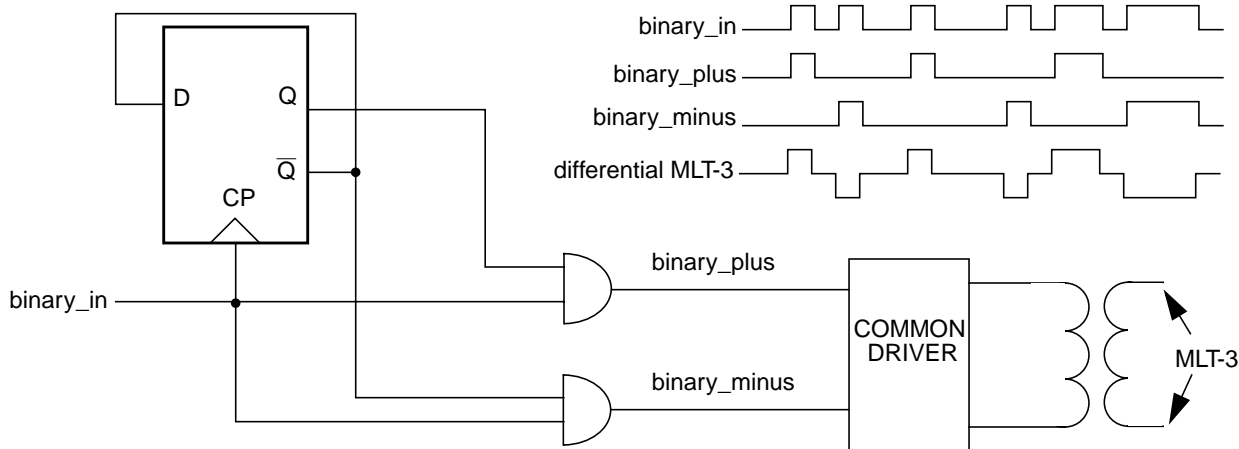 binary_in
binary_plus
binary_minus
differential MLT-3
D
Q
Q̅
CP
binary_in
binary_plus
binary_minus
COMMON
DRIVER
MLT-3